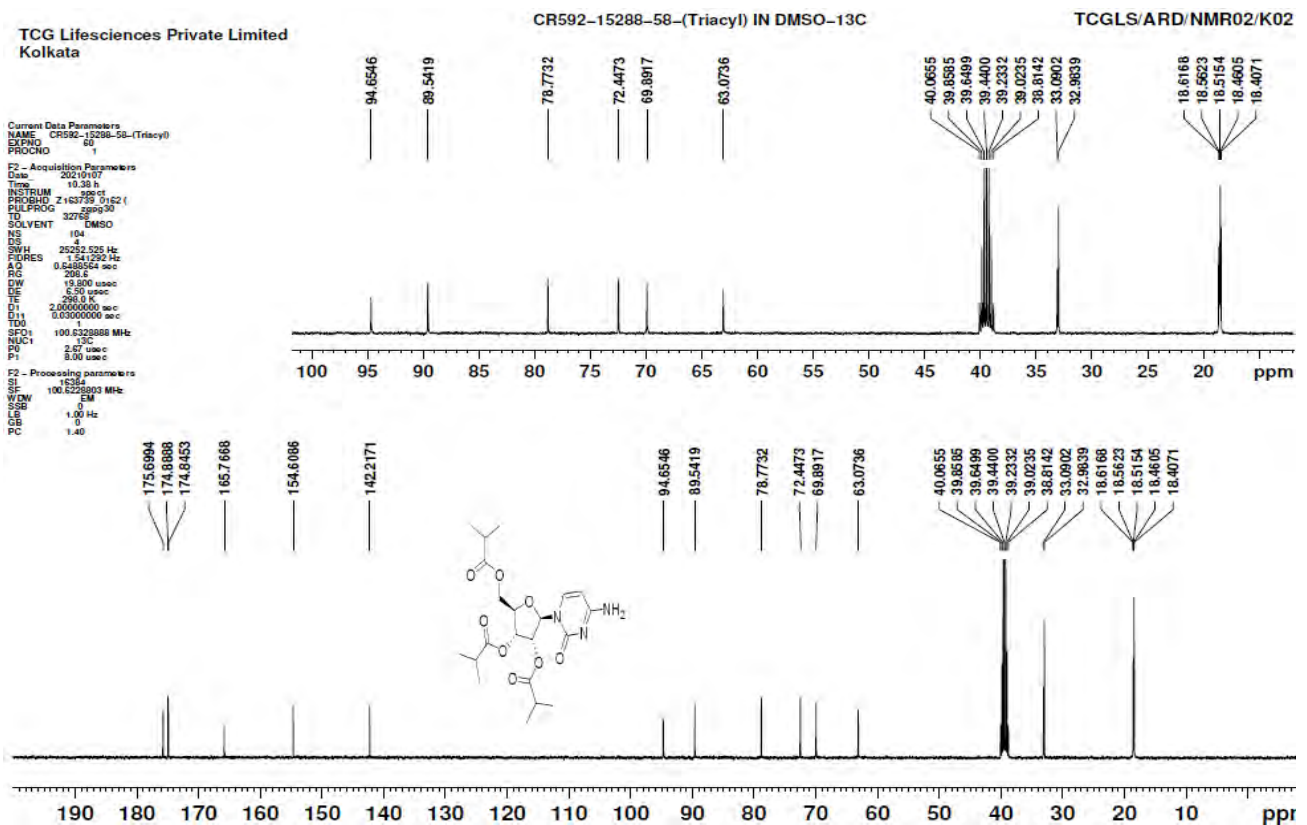 CR592-15288-58-(Triacyl) IN DMSO-13C
TCGLS/ARD/NMR02/K02
TCG Lifesciences Private Limited
Kolkata
Current Data Parameters
NAME CR592-15288-58-(Triacyl)
EXPNO 60
PROCNO 1
F2 - Acquisition Parameters
Date_ 20210107
Time 10.38 h
INSTRUM spect
PROBHD Z163739_0162 (
PULPROG zgpg30
TD 32768
SOLVENT DMSO
NS 104
DS 4
SWH 25252.525 Hz
FIDRES 1.541292 Hz
AQ 0.6488564 sec
RG 208.6
DW 19.800 usec
DE 6.50 usec
TE 298.0 K
D1 2.00000000 sec
D11 0.03000000 sec
TD0 1
SFO1 100.6328888 MHz
NUC1 13C
P0 2.67 usec
P1 8.00 usec
F2 - Processing parameters
SI 16384
SF 100.6228803 MHz
WDW EM
SSB 0
LB 1.00 Hz
GB 0
PC 1.40
94.6546
89.5419
78.7732
72.4473
69.8917
63.0736
40.0655
39.8585
39.6499
39.4400
39.2332
39.0235
38.8142
33.0902
32.9839
18.6168
18.5623
18.5154
18.4605
18.4071
100 95 90 85 80 75 70 65 60 55 50 45 40 35 30 25 20 ppm
175.6994
174.8888
174.8453
165.7668
154.6086
142.2171
94.6546
89.5419
78.7732
72.4473
69.8917
63.0736
40.0655
39.8585
39.6499
39.4400
39.2332
39.0235
38.8142
33.0902
32.9839
18.6168
18.5623
18.5154
18.4605
18.4071
O
O
O
N
NH2
N
O
O
O
O
O
190 180 170 160 150 140 130 120 110 100 90 80 70 60 50 40 30 20 10 ppm